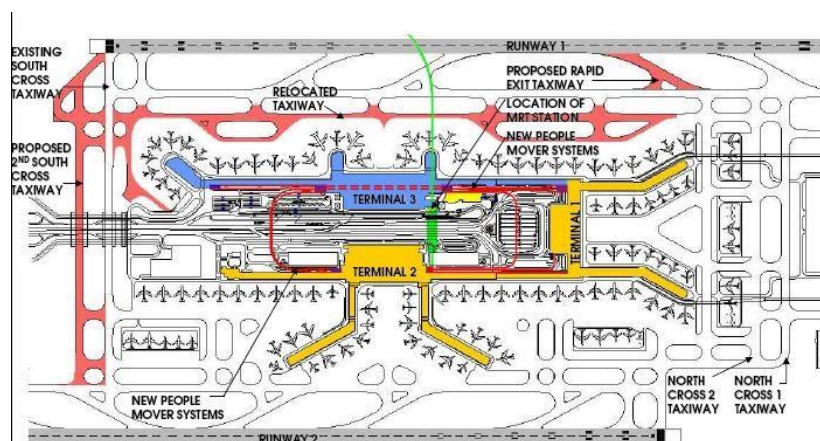 RUNWAY 1
EXISTING
SOUTH
CROSS
TAXIWAY
PROPOSED RAPID
EXIT TAXIWAY
RELOCATED
TAXIWAY
LOCATION OF
MRT STATION
NEW PEOPLE
MOVER SYSTEMS
PROPOSED
2ND SOUTH
CROSS
TAXIWAY
TERMINAL 3
TERMINAL
TERMINAL 2
NEW PEOPLE
MOVER SYSTEMS
NORTH
CROSS 2
TAXIWAY
NORTH
CROSS 1
TAXIWAY
RUNWAY 2